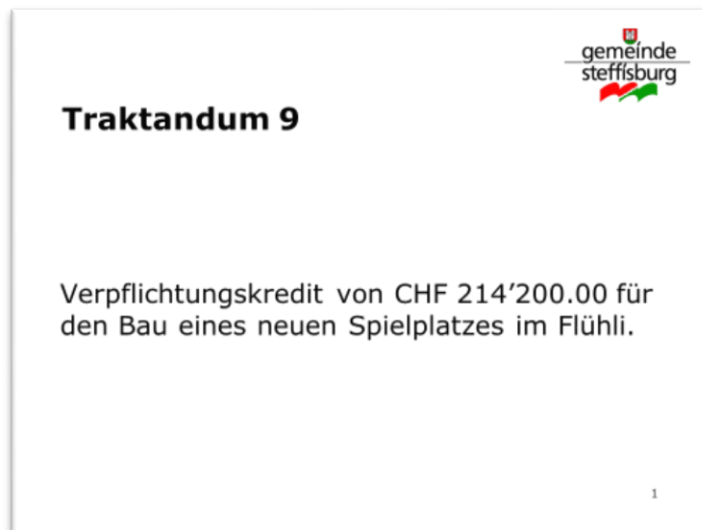 gemeinde
steffisburg
Traktandum 9
Verpflichtungskredit von CHF 214’200.00 für
den Bau eines neuen Spielplatzes im Flühli.
1